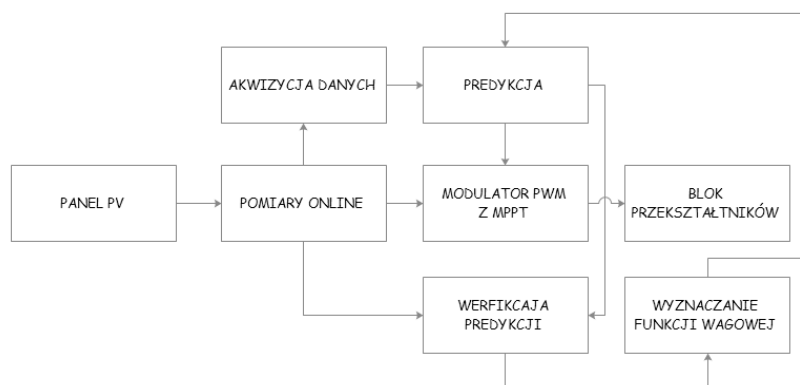 AKWIZYCJA DANYCH
PREDYKCJA
PANEL PV
POMIARY ONLINE
MODULATOR PWM
Z MPPT
BLOK
PRZEKSZTAŁTNIKÓW
WERFIKCAJA
PREDYKCJI
WYZNACZANIE
FUNKCJI WAGOWEJ